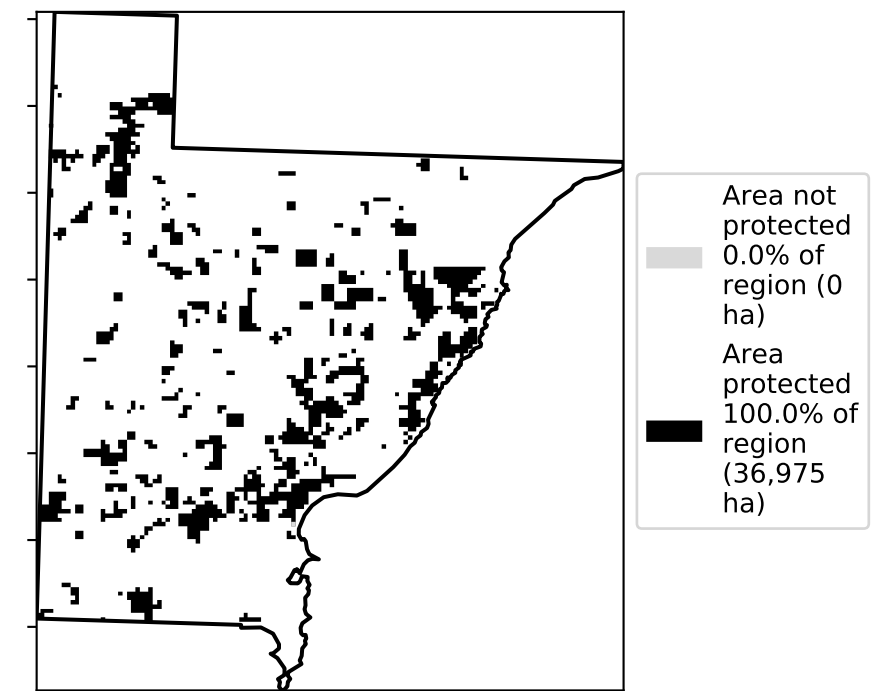 Area not
protected
0.0% of
region (0
ha)
Area
protected
100.0% of
region
(36,975
ha)